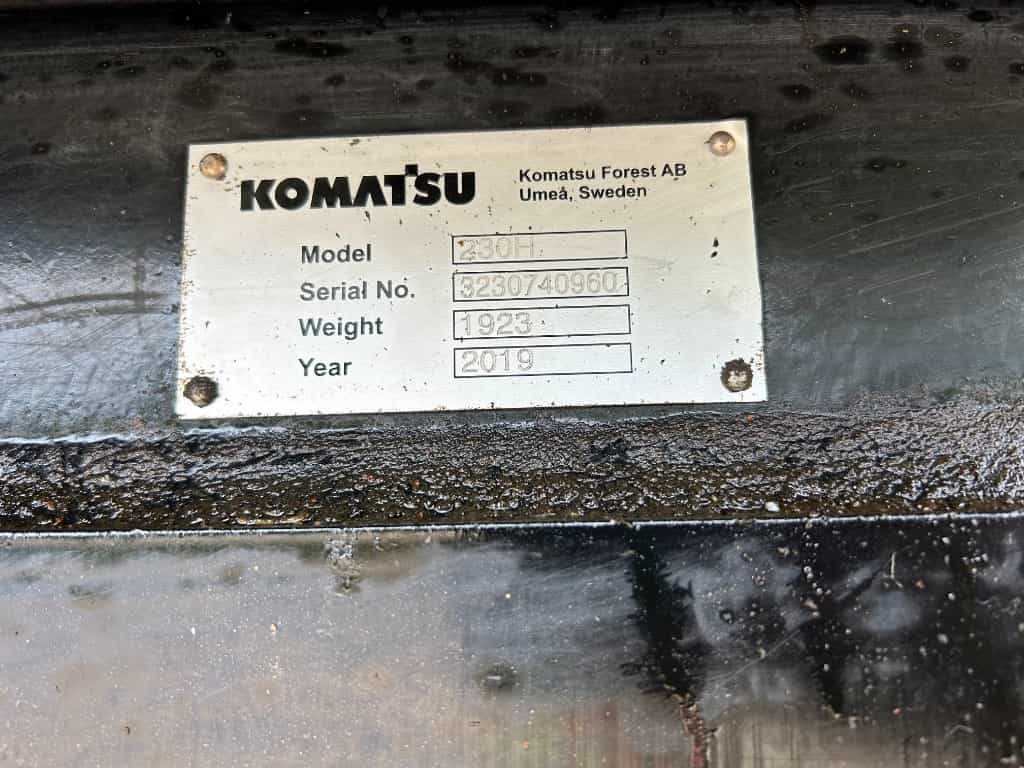 KOMATSU
Komatsu Forest AB
Umeå, Sweden
Model 230H
Serial No. 3230740960
Weight 1923
Year 2019